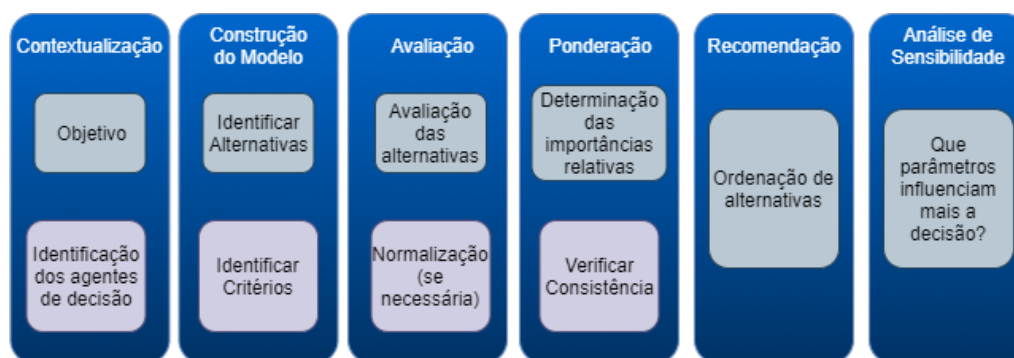 Contextualização
Objetivo
Identificação
dos agentes
de decisão
Construção
do Modelo
Identificar
Alternativas
Identificar
Critérios
Avaliação
Avaliação
das
alternativas
Normalização
(se
necessária)
Ponderação
Determinação
das
importâncias
relativas
Verificar
Consistência
Recomendação
Ordenação de
alternativas
Análise de
Sensibilidade
Que
parâmetros
influenciam
mais a
decisão?